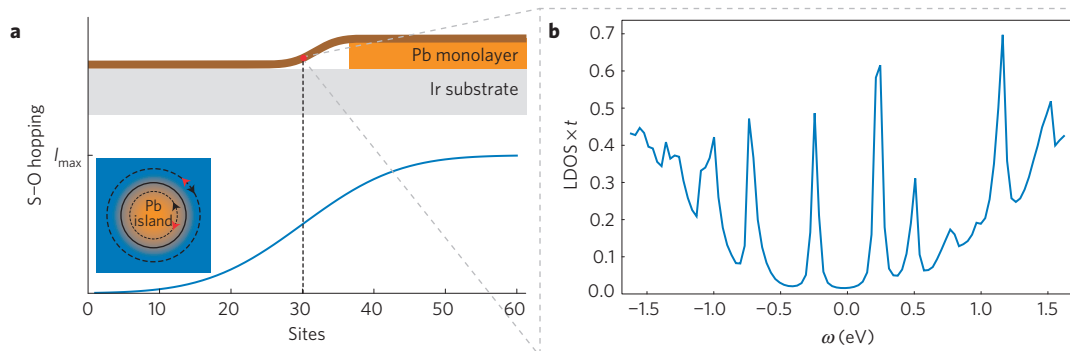 a
Pb monolayer
Ir substrate
S–O hopping
I max
Pb
island
0 10 20 30 40 50 60
Sites
b
LDOS × t
0.7
0.6
0.5
0.4
0.3
0.2
0.1
0.0
−1.5 −1.0 −0.5 0.0 0.5 1.0 1.5
ω (eV)